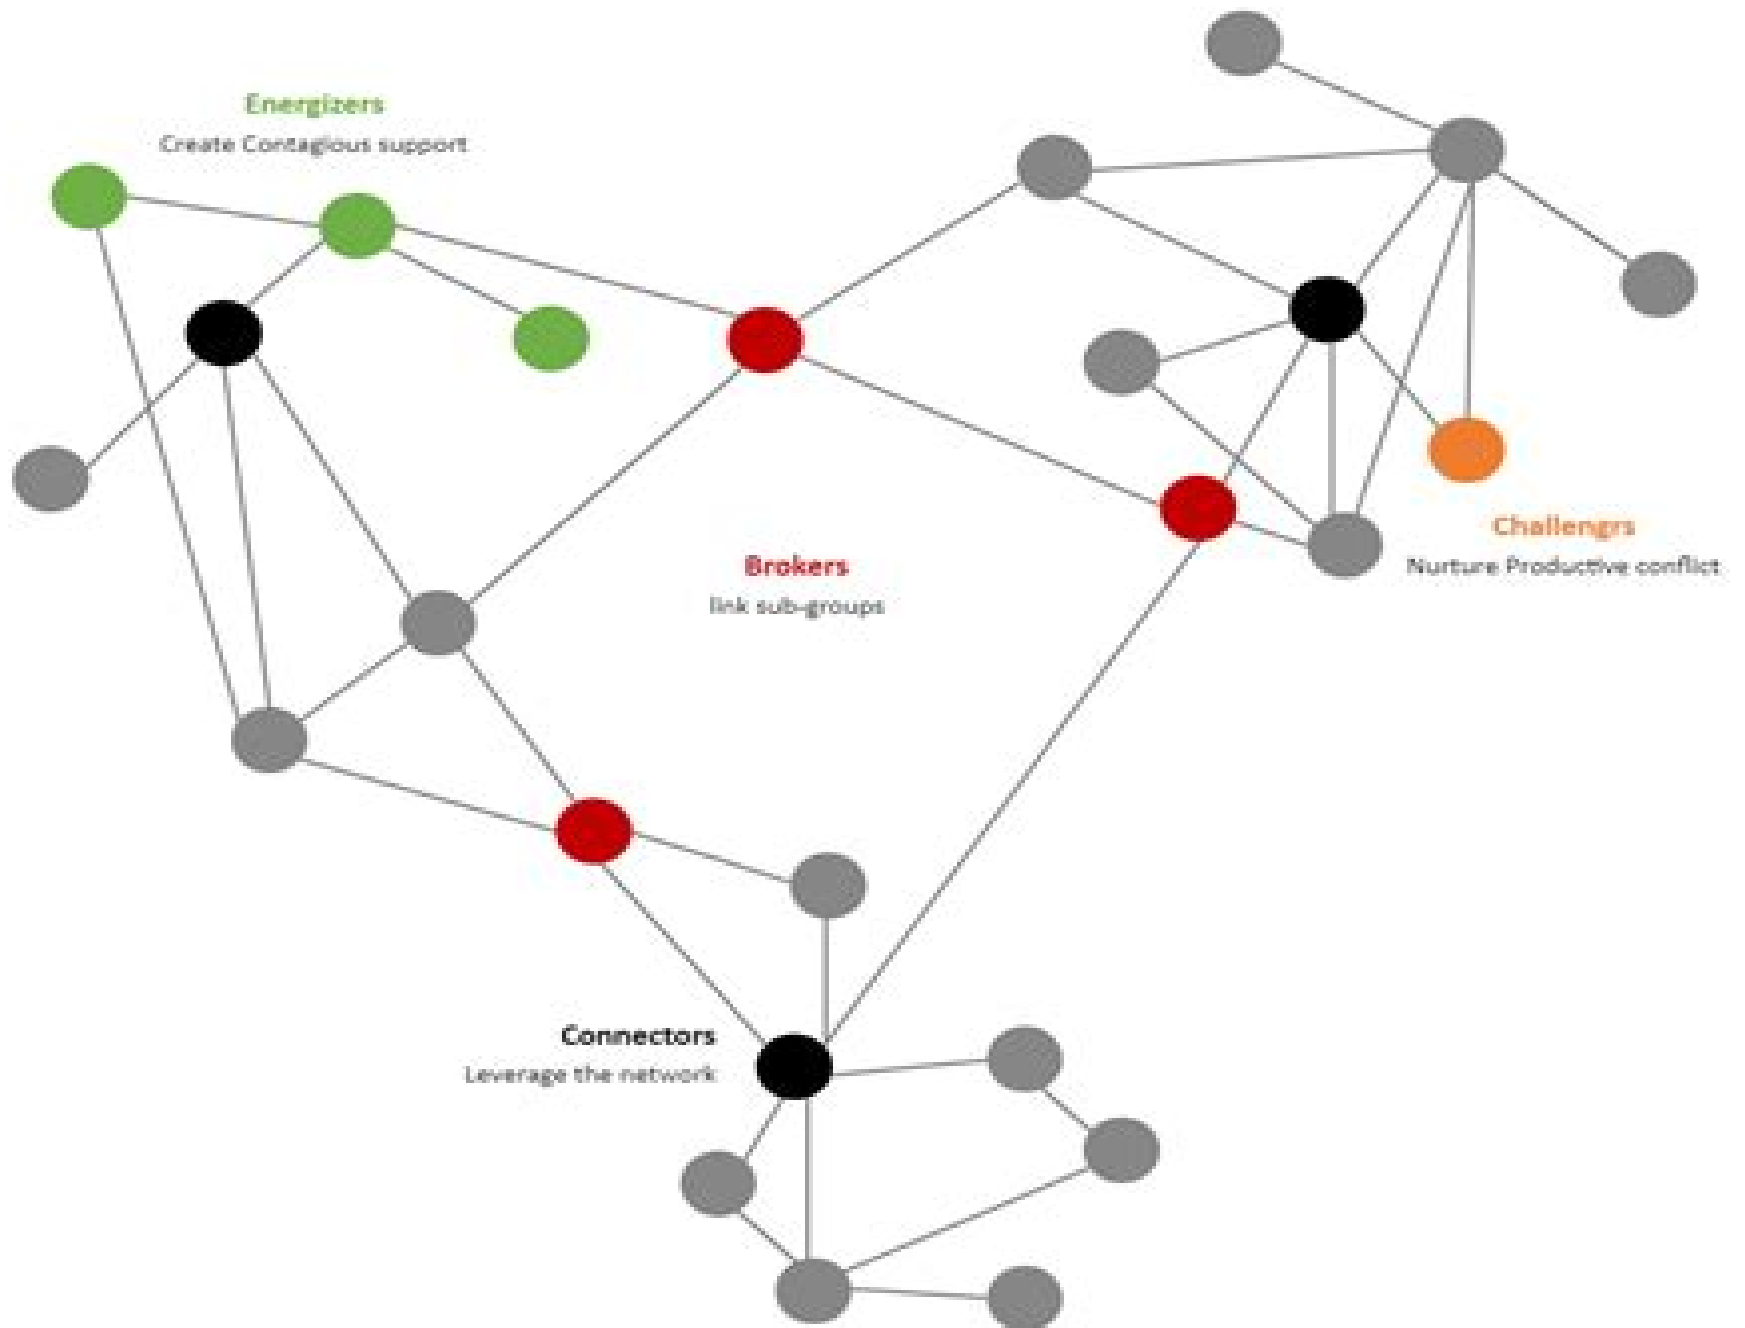 Energizers
Create Contagious support
Brokers
link sub-groups
Challengrs
Nurture Productive conflict
Connectors
Leverage the network